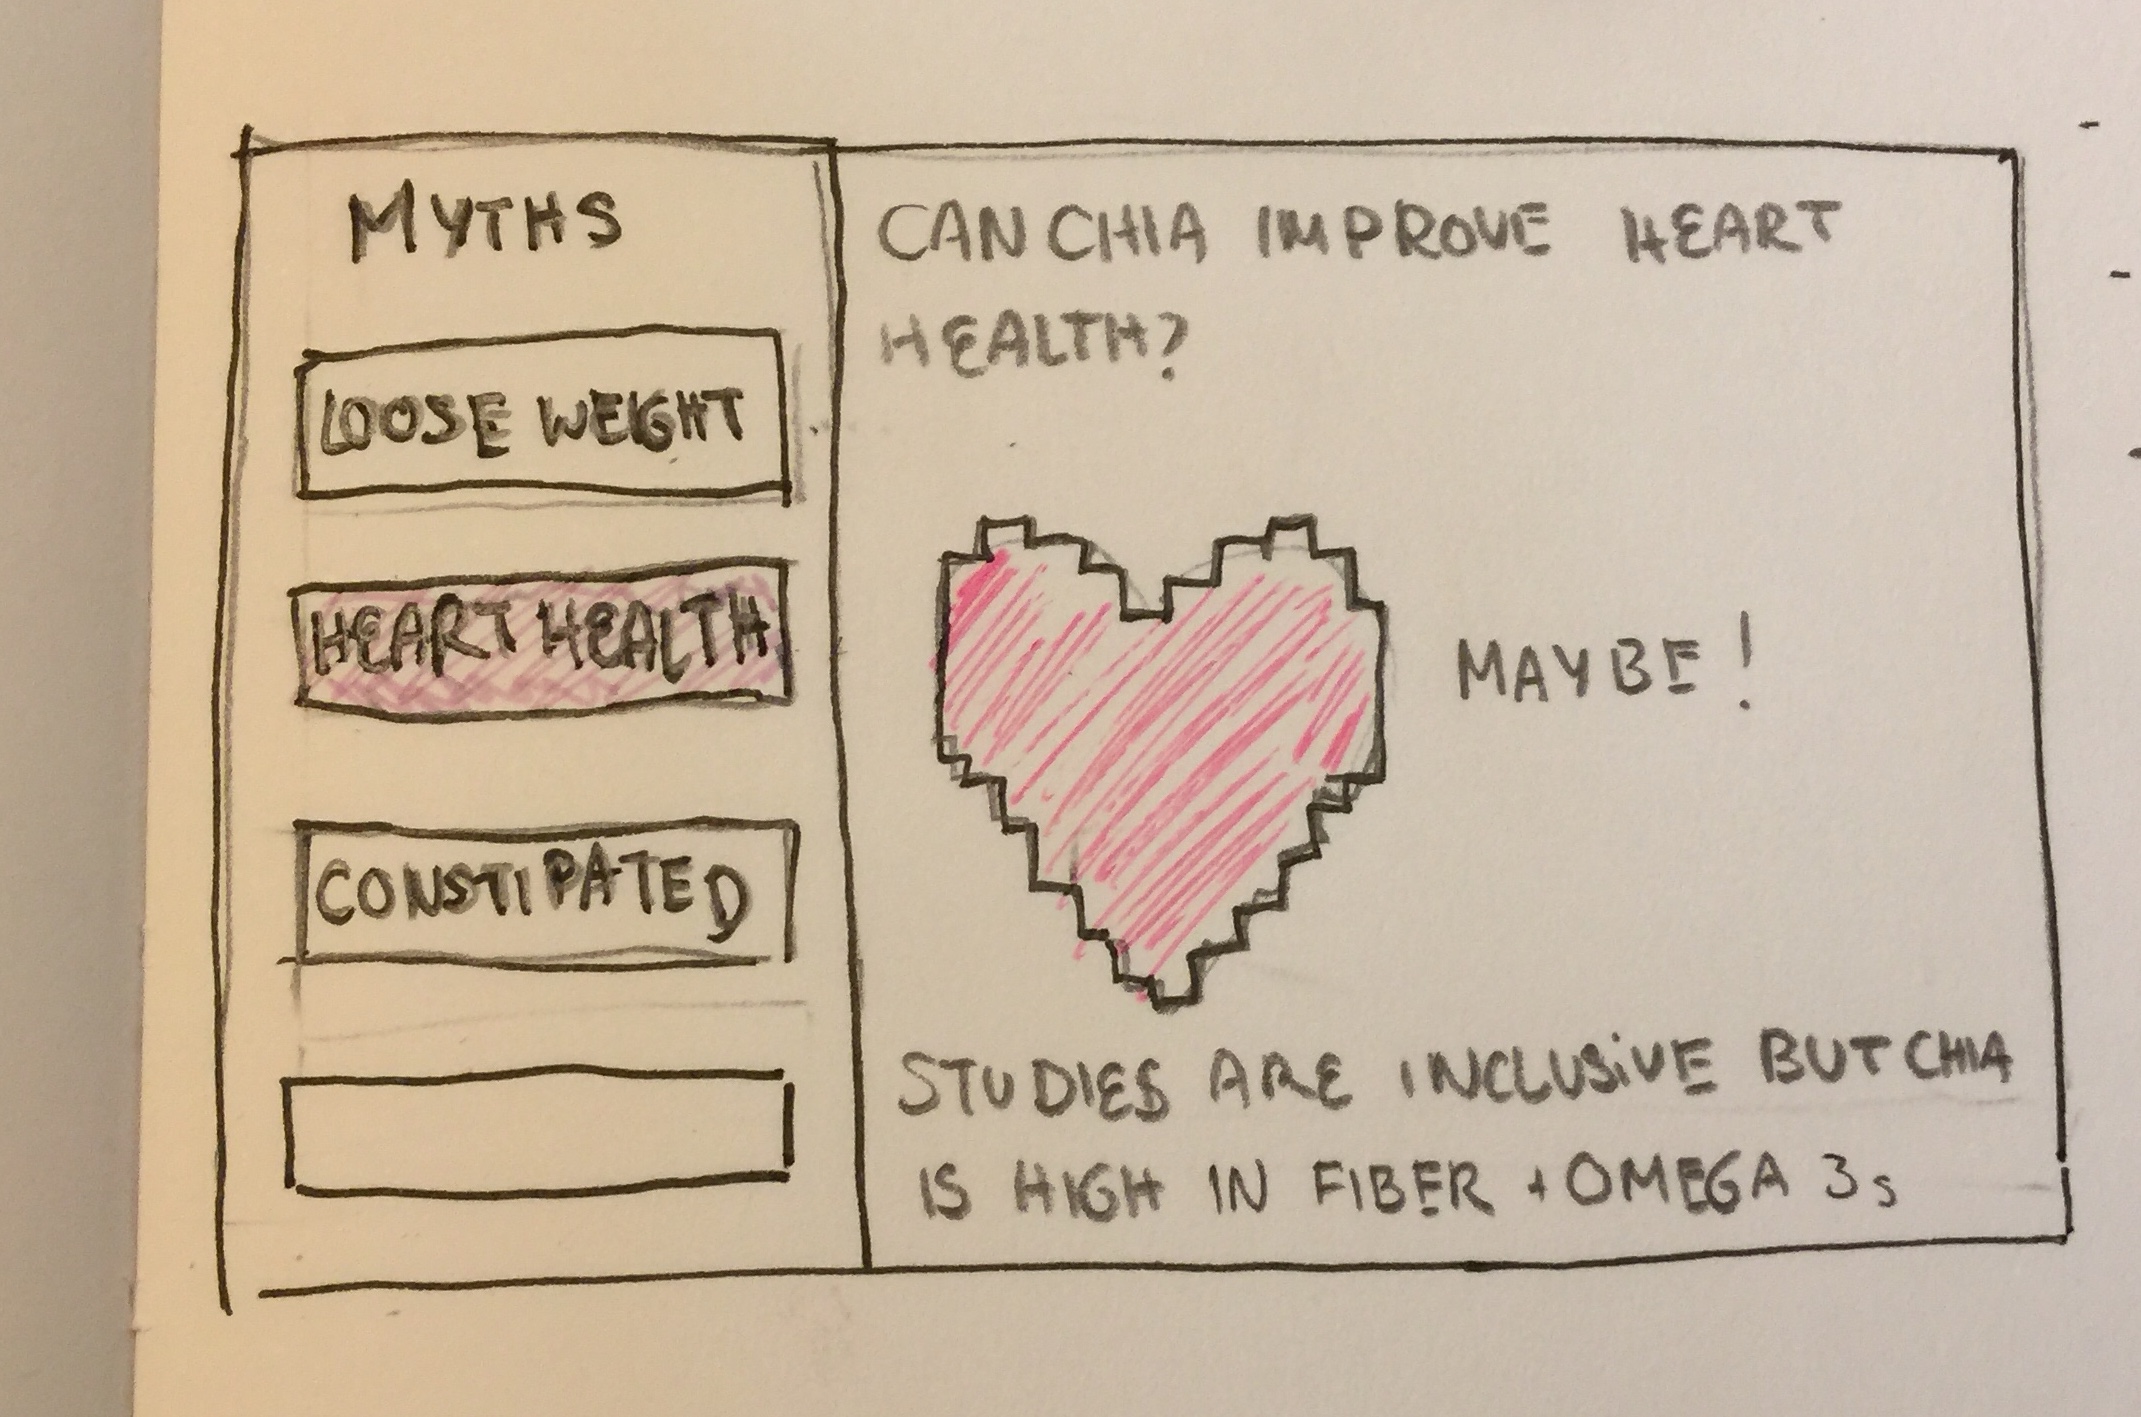 MYTHS
LOOSE WEIGHT
HEART HEALTH
CONSTIPATED
CAN CHIA IMPROVE HEART
HEALTH?
MAYBE!
STUDIES ARE INCLUSIVE BUT CHIA
IS HIGH IN FIBER + OMEGA 3s